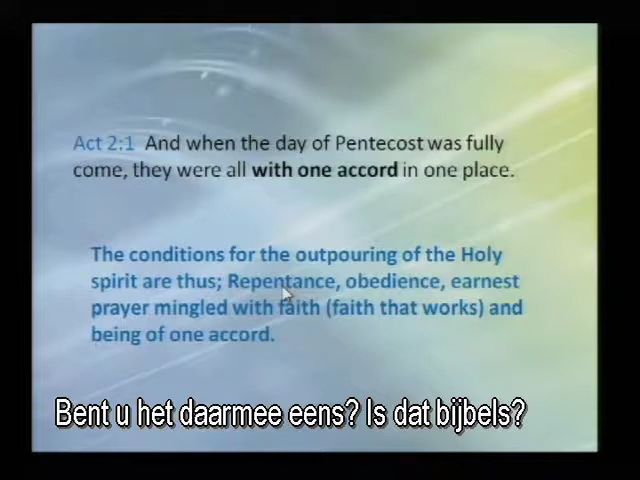 Act 2:1 And when the day of Pentecost was fully
come, they were all with one accord in one place.
The conditions for the outpouring of the Holy
spirit are thus; Repentance, obedience, earnest
prayer mingled with faith (faith that works) and
being of one accord.
Bent u het daarmee eens? Is dat bijbels?